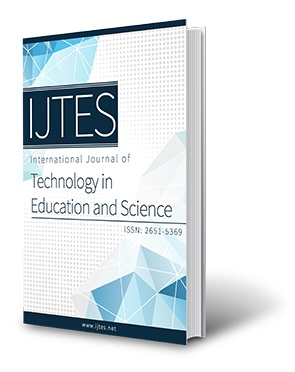 IJTES
International Journal of
Technology in
Education and Science
ISSN: 2651-5369
www.ijtes.net